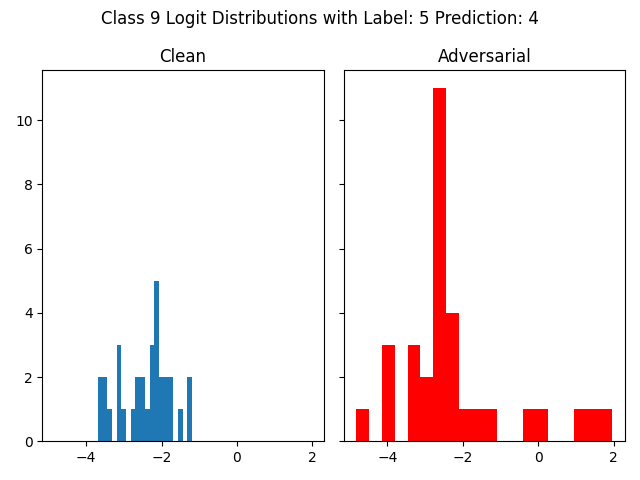 Class 9 Logit Distributions with Label: 5 Prediction: 4
Clean
Adversarial
10
8
6
4
2
0
−4 −2 0 2
−4 −2 0 2